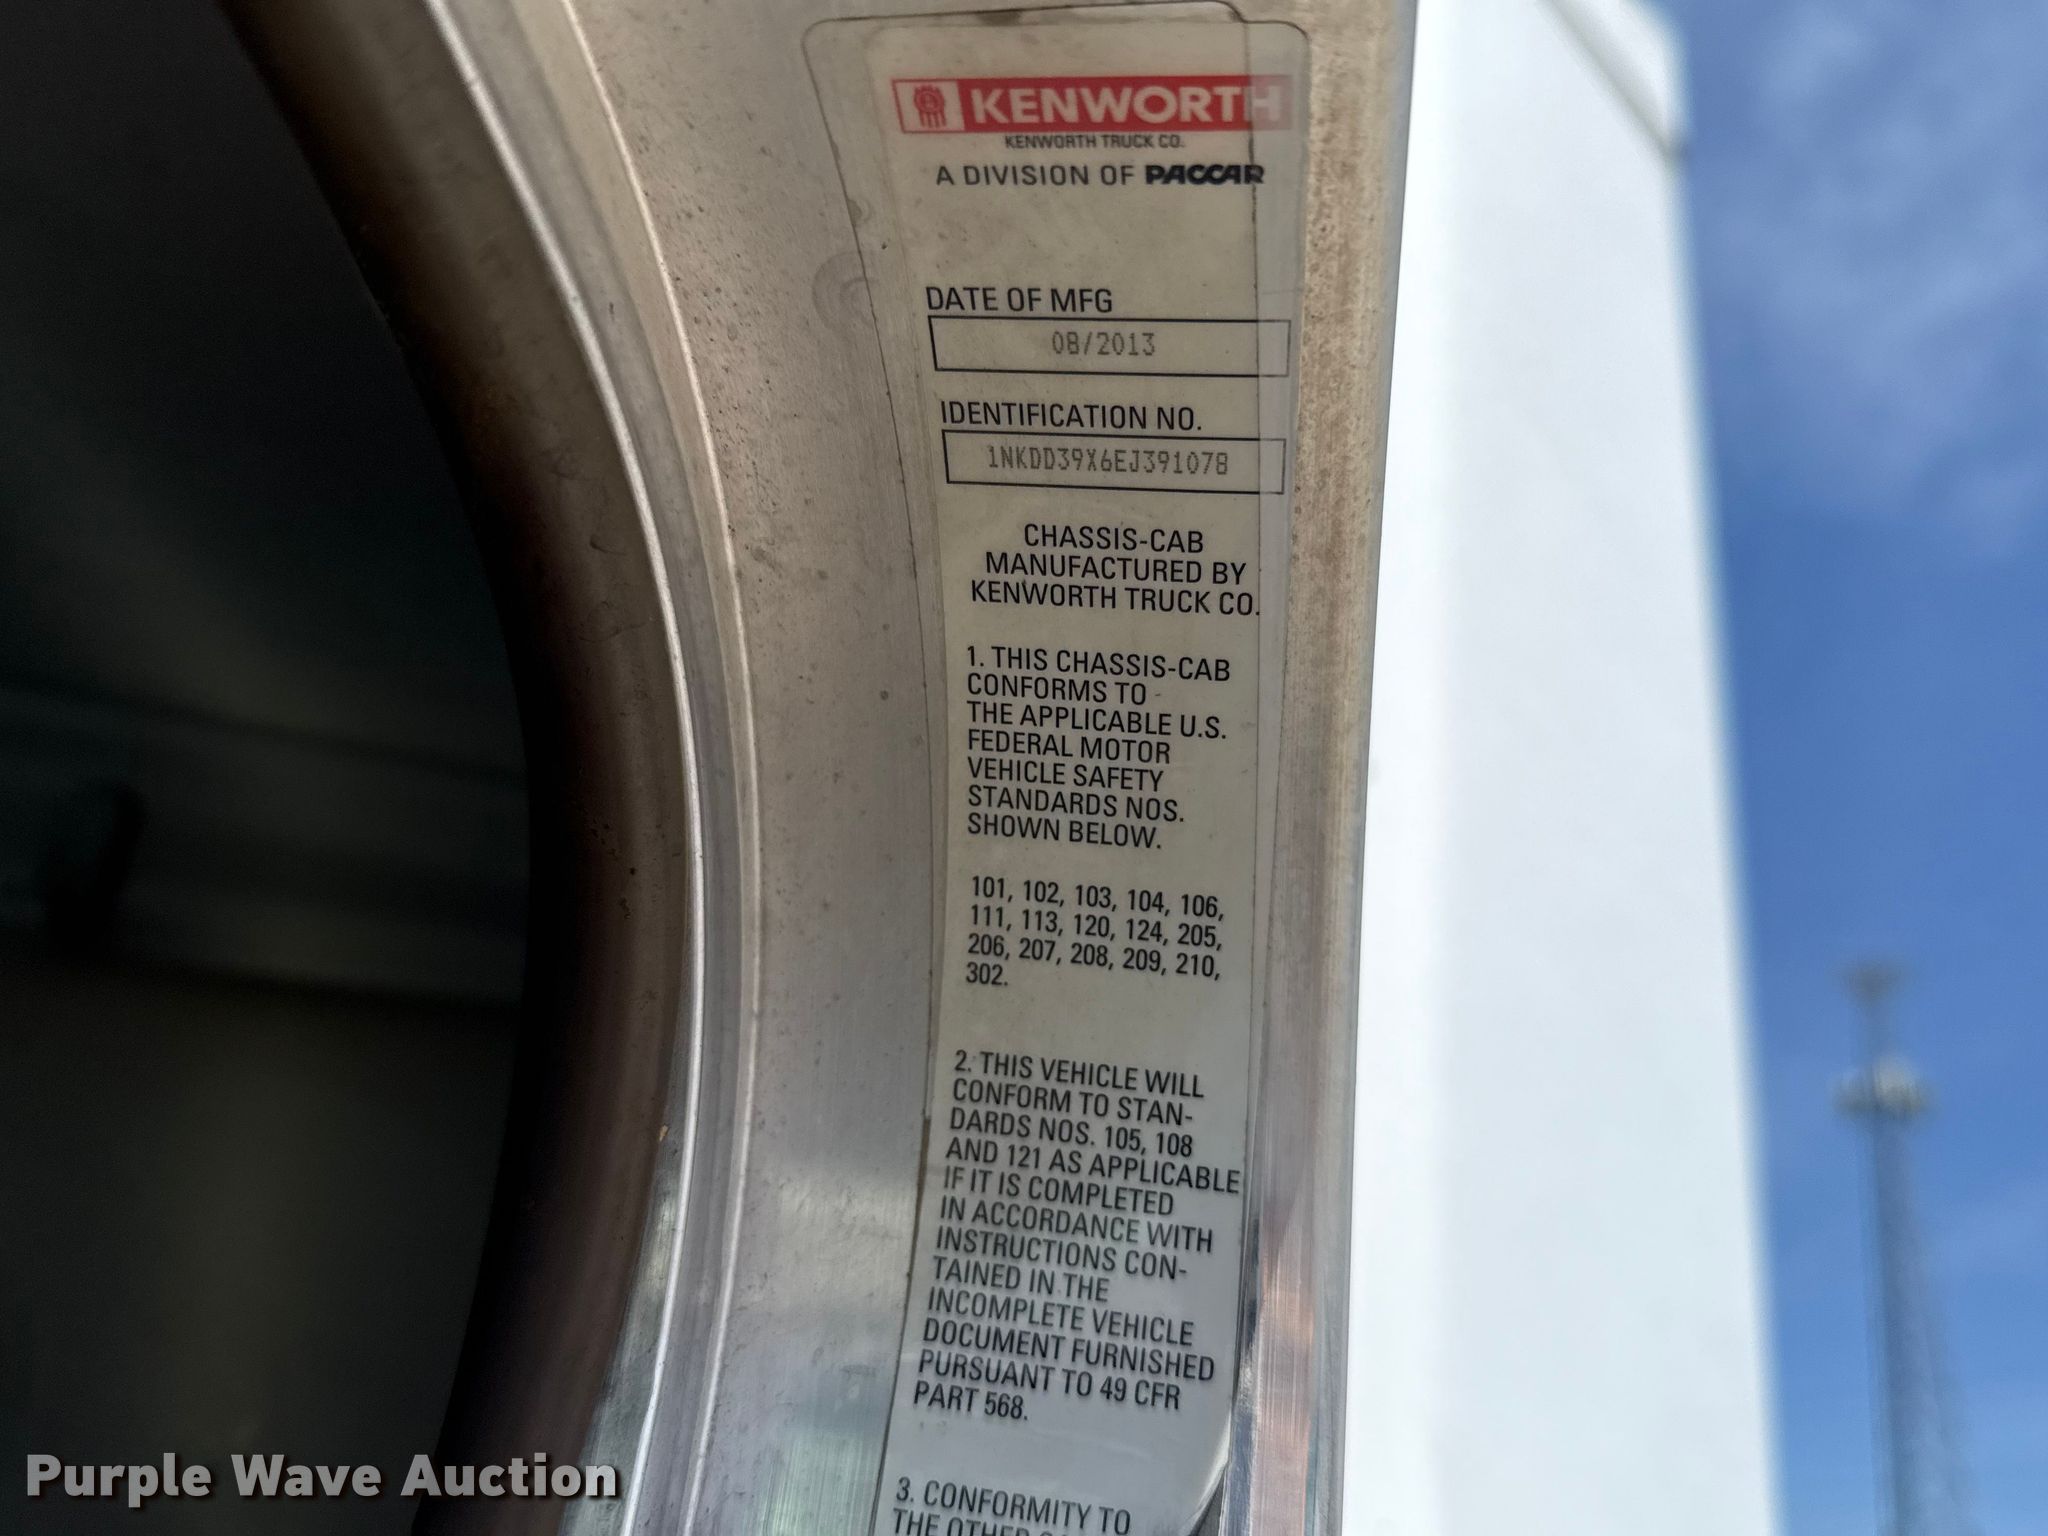 KENWORTH
KENWORTH TRUCK CO.
A DIVISION OF PACCAR
DATE OF MFG
08/2013
IDENTIFICATION NO.
1NKDD39X6EJ391078
CHASSIS-CAB
MANUFACTURED BY
KENWORTH TRUCK CO.
1. THIS CHASSIS-CAB
CONFORMS TO
THE APPLICABLE U.S.
FEDERAL MOTOR
VEHICLE SAFETY
STANDARDS NOS.
SHOWN BELOW.
101, 102, 103, 104, 106,
111, 113, 120, 124, 205,
206, 207, 208, 209, 210,
302.
2. THIS VEHICLE WILL
CONFORM TO STAN-
DARDS NOS. 105, 108
AND 121 AS APPLICABLE
IF IT IS COMPLETED
IN ACCORDANCE WITH
INSTRUCTIONS CON-
TAINED IN THE
INCOMPLETE VEHICLE
DOCUMENT FURNISHED
PURSUANT TO 49 CFR
PART 568.
3. CONFORMITY TO
THE OTHER
Purple Wave Auction